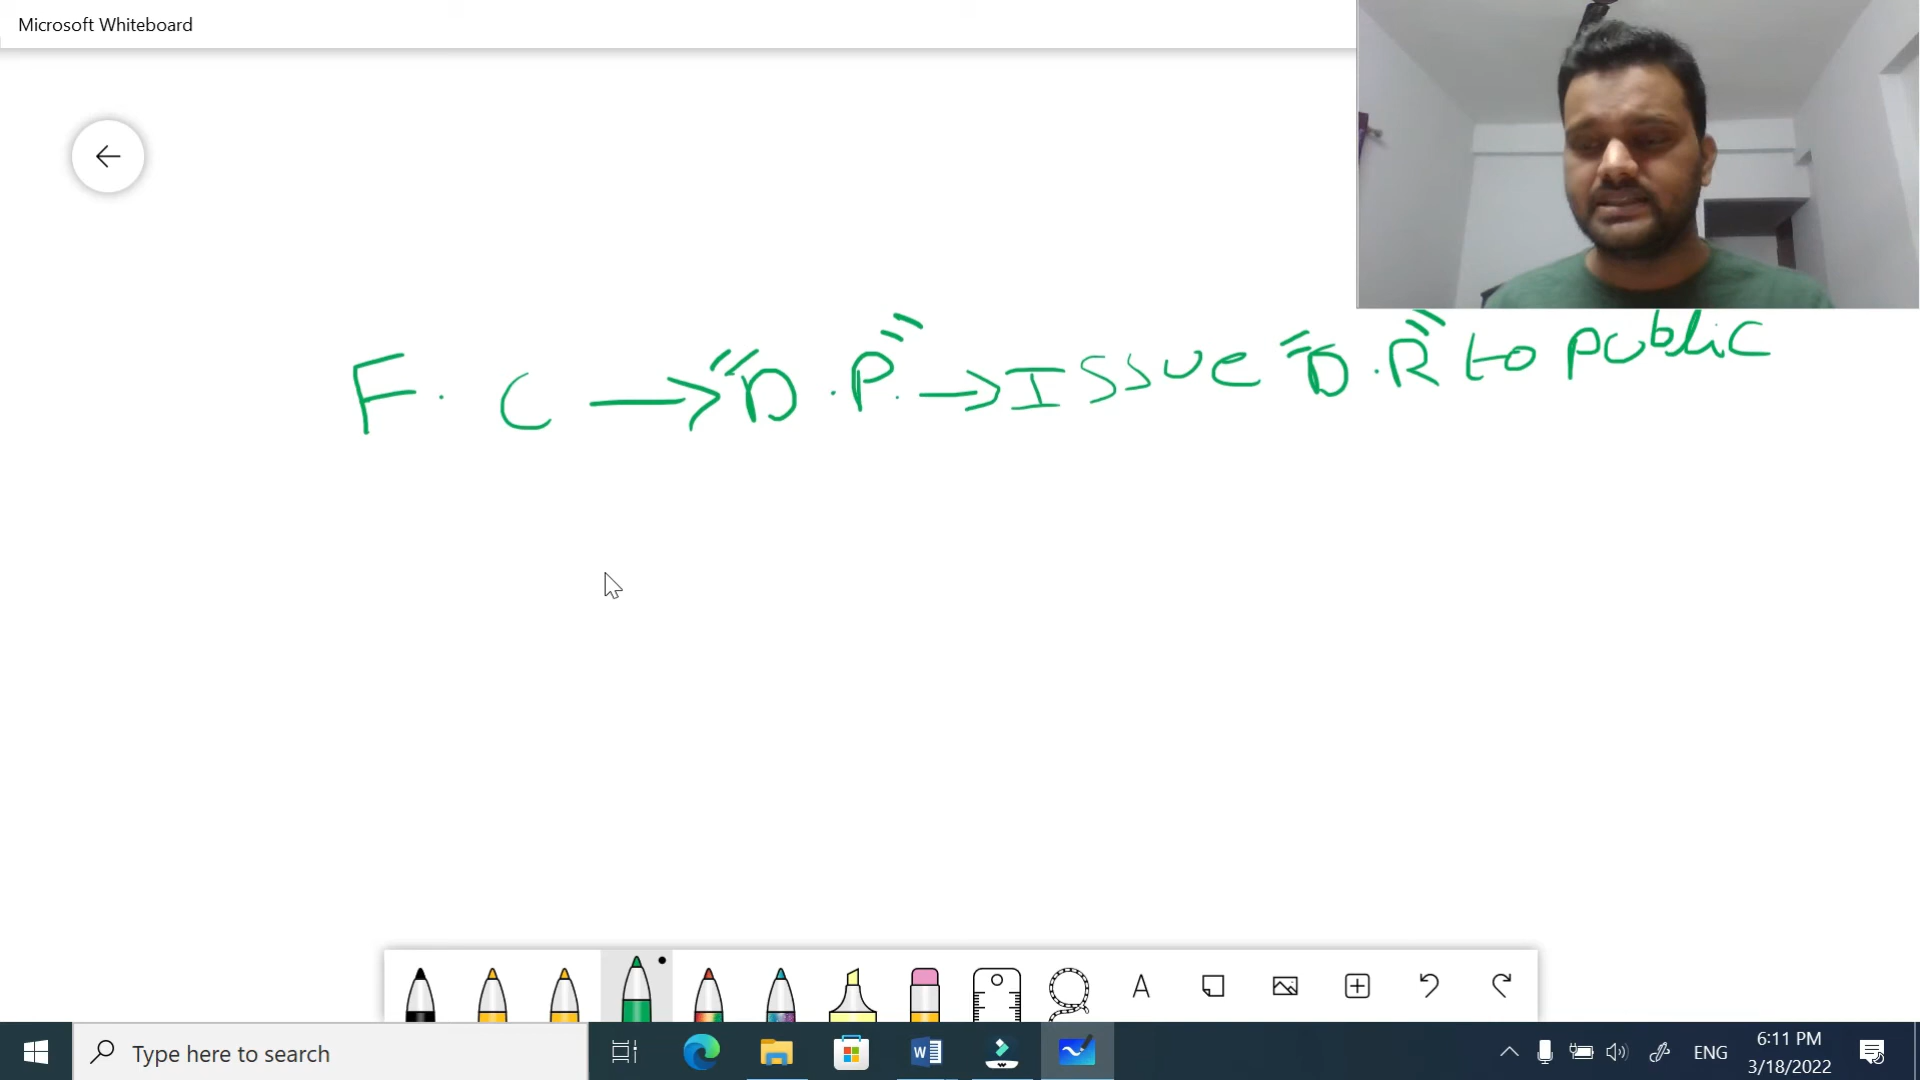 Microsoft Whiteboard
F. C → "D.P." → Issue "D.R" to public
A
Type here to search
ENG
6:11 PM
3/18/2022